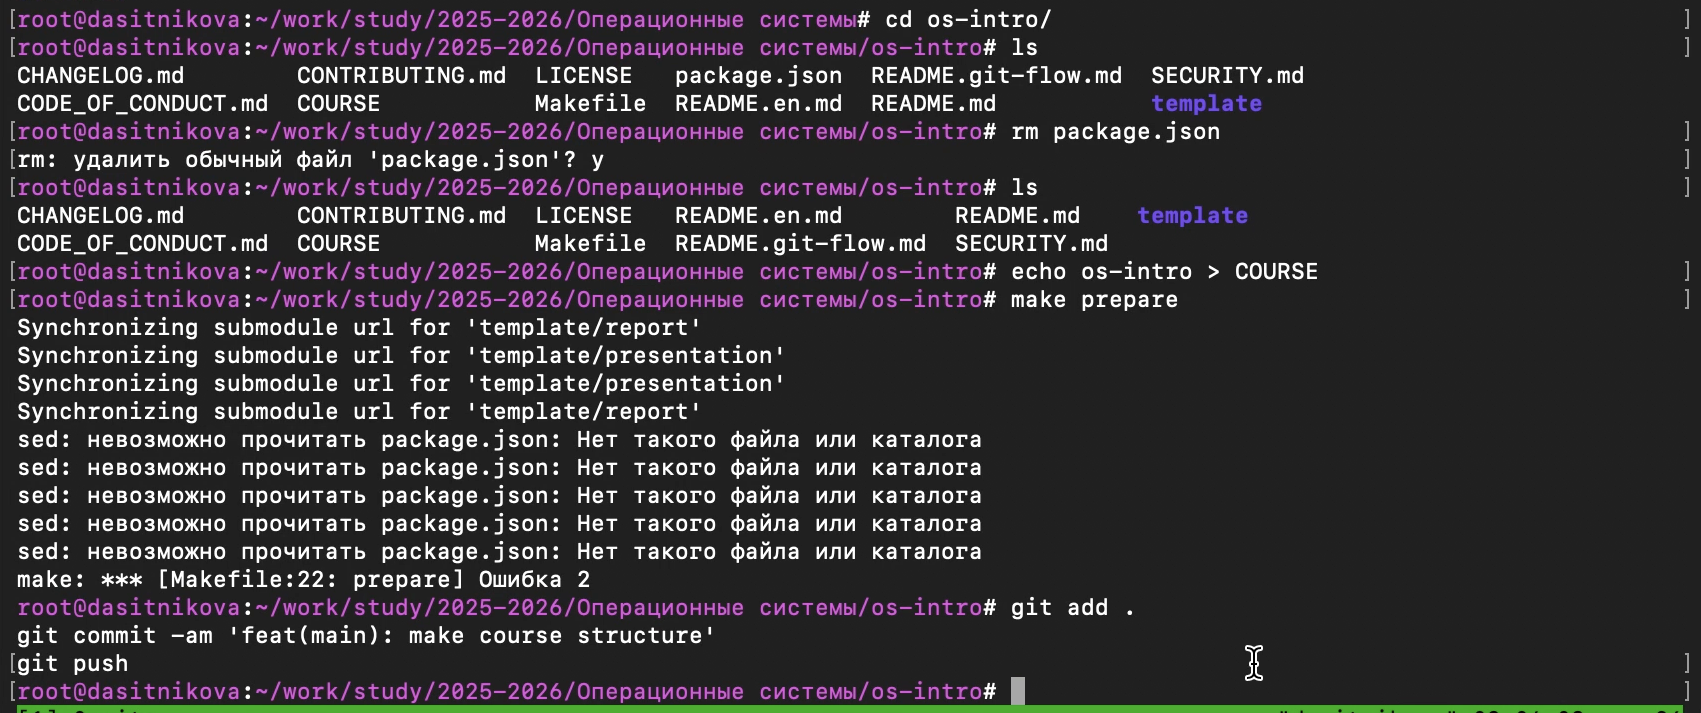 [root@dasitnikova:~/work/study/2025-2026/Операционные системы# cd os-intro/ ]
[root@dasitnikova:~/work/study/2025-2026/Операционные системы/os-intro# ls ]
CHANGELOG.md CONTRIBUTING.md LICENSE package.json README.git-flow.md SECURITY.md
CODE_OF_CONDUCT.md COURSE Makefile README.en.md README.md template
[root@dasitnikova:~/work/study/2025-2026/Операционные системы/os-intro# rm package.json ]
[rm: удалить обычный файл 'package.json'? y ]
[root@dasitnikova:~/work/study/2025-2026/Операционные системы/os-intro# ls ]
CHANGELOG.md CONTRIBUTING.md LICENSE README.en.md README.md template
CODE_OF_CONDUCT.md COURSE Makefile README.git-flow.md SECURITY.md
[root@dasitnikova:~/work/study/2025-2026/Операционные системы/os-intro# echo os-intro > COURSE ]
[root@dasitnikova:~/work/study/2025-2026/Операционные системы/os-intro# make prepare ]
Synchronizing submodule url for 'template/report'
Synchronizing submodule url for 'template/presentation'
Synchronizing submodule url for 'template/presentation'
Synchronizing submodule url for 'template/report'
sed: невозможно прочитать package.json: Нет такого файла или каталога
sed: невозможно прочитать package.json: Нет такого файла или каталога
sed: невозможно прочитать package.json: Нет такого файла или каталога
sed: невозможно прочитать package.json: Нет такого файла или каталога
sed: невозможно прочитать package.json: Нет такого файла или каталога
make: *** [Makefile:22: prepare] Ошибка 2
root@dasitnikova:~/work/study/2025-2026/Операционные системы/os-intro# git add .
git commit -am 'feat(main): make course structure'
[git push ]
[root@dasitnikova:~/work/study/2025-2026/Операционные системы/os-intro# ]